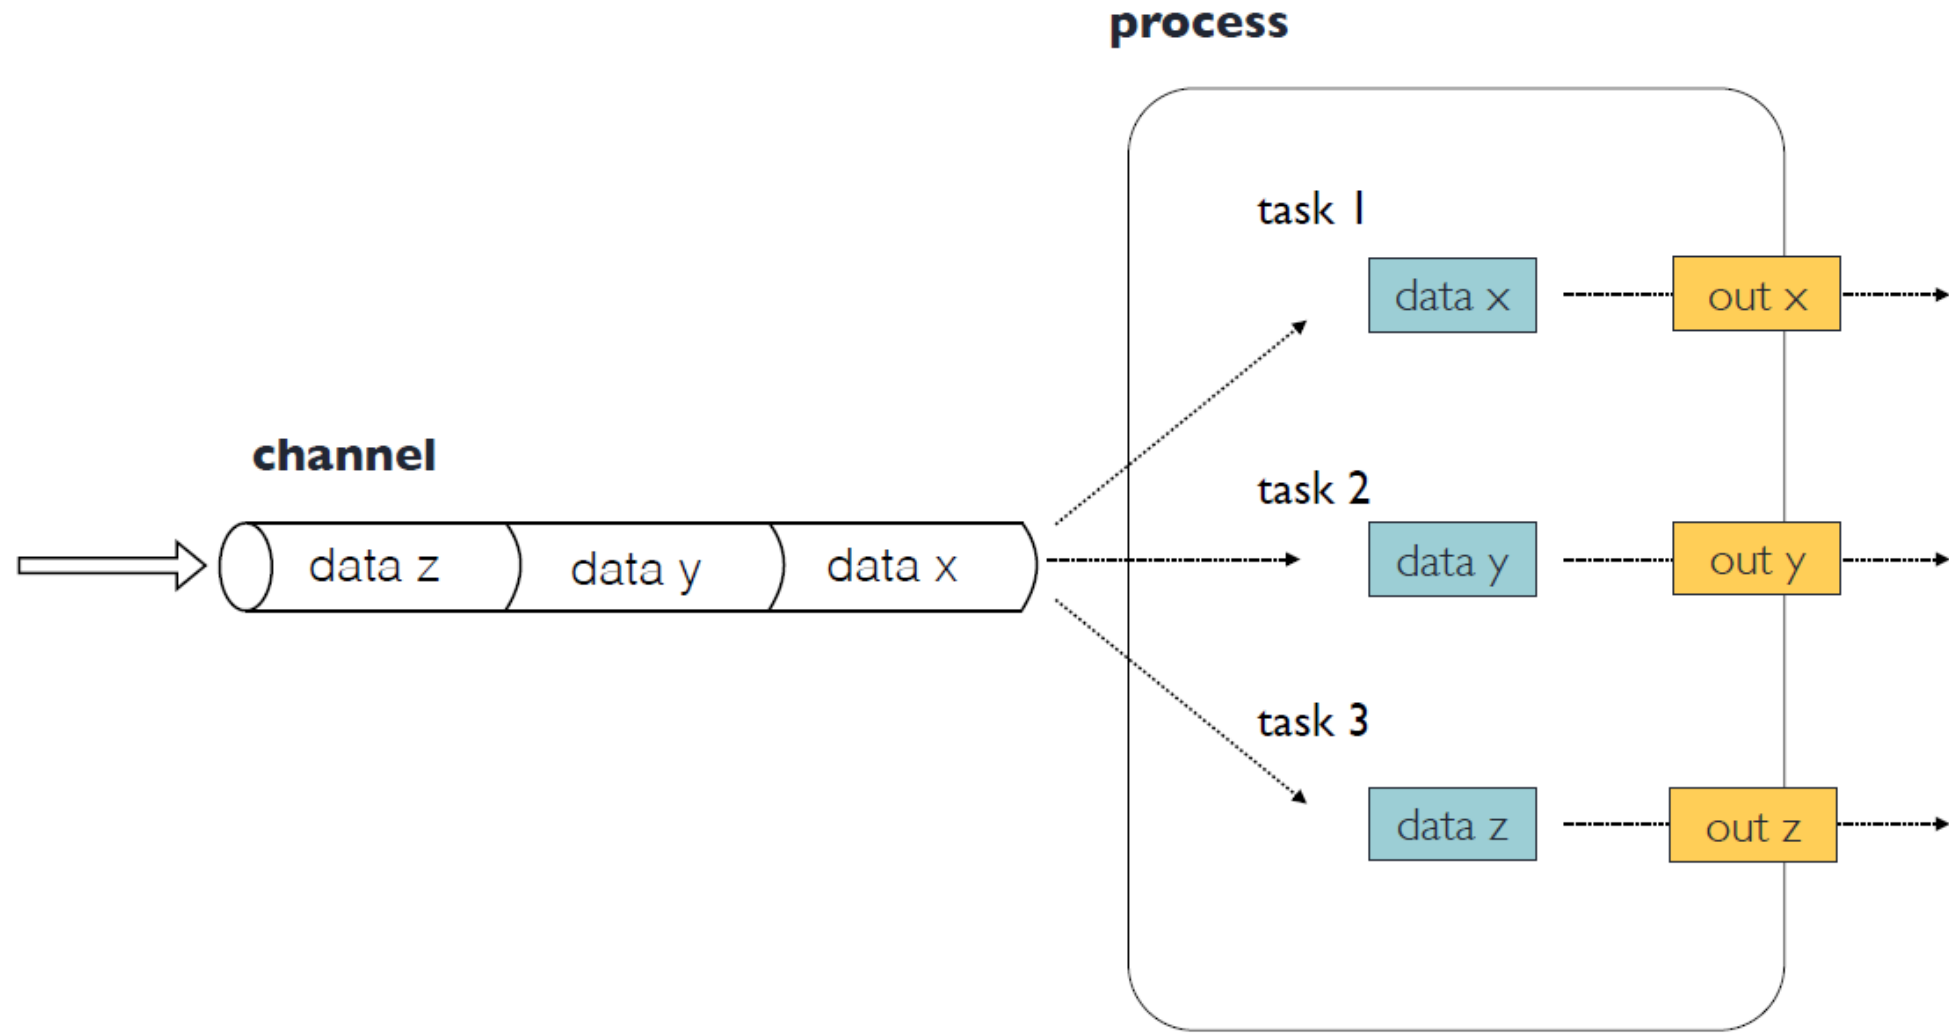 process
task 1
data x
out x
channel
task 2
data z
data y
data x
data y
out y
task 3
data z
out z